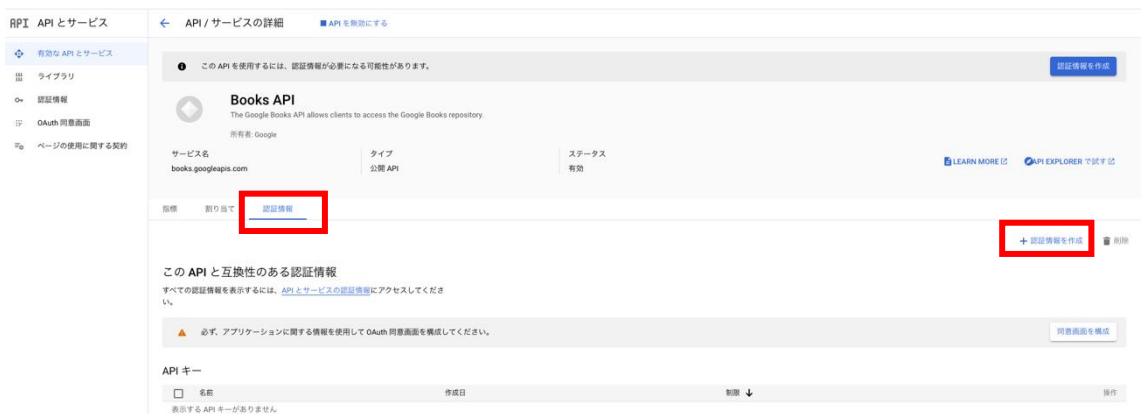 API APIとサービス
← API / サービスの詳細
APIを無効にする
有効な API とサービス
ライブラリ
認証情報
OAuth 同意画面
ページの使用に関する契約
この API を使用するには、認証情報が必要になる可能性があります。
認証情報を作成
Books API
The Google Books API allows clients to access the Google Books repository.
所有者: Google
サービス名
books.googleapis.com
タイプ
公開 API
ステータス
有効
LEARN MORE
API EXPLORER で試す
指標
割り当て
認証情報
+ 認証情報を作成
削除
この API と互換性のある認証情報
すべての認証情報を表示するには、API とサービスの認証情報にアクセスしてくださ
い。
必ず、アプリケーションに関する情報を使用して OAuth 同意画面を構成してください。
同意画面を構成
API キー
名前
作成日
制限 ↓
操作
表示する API キーがありません